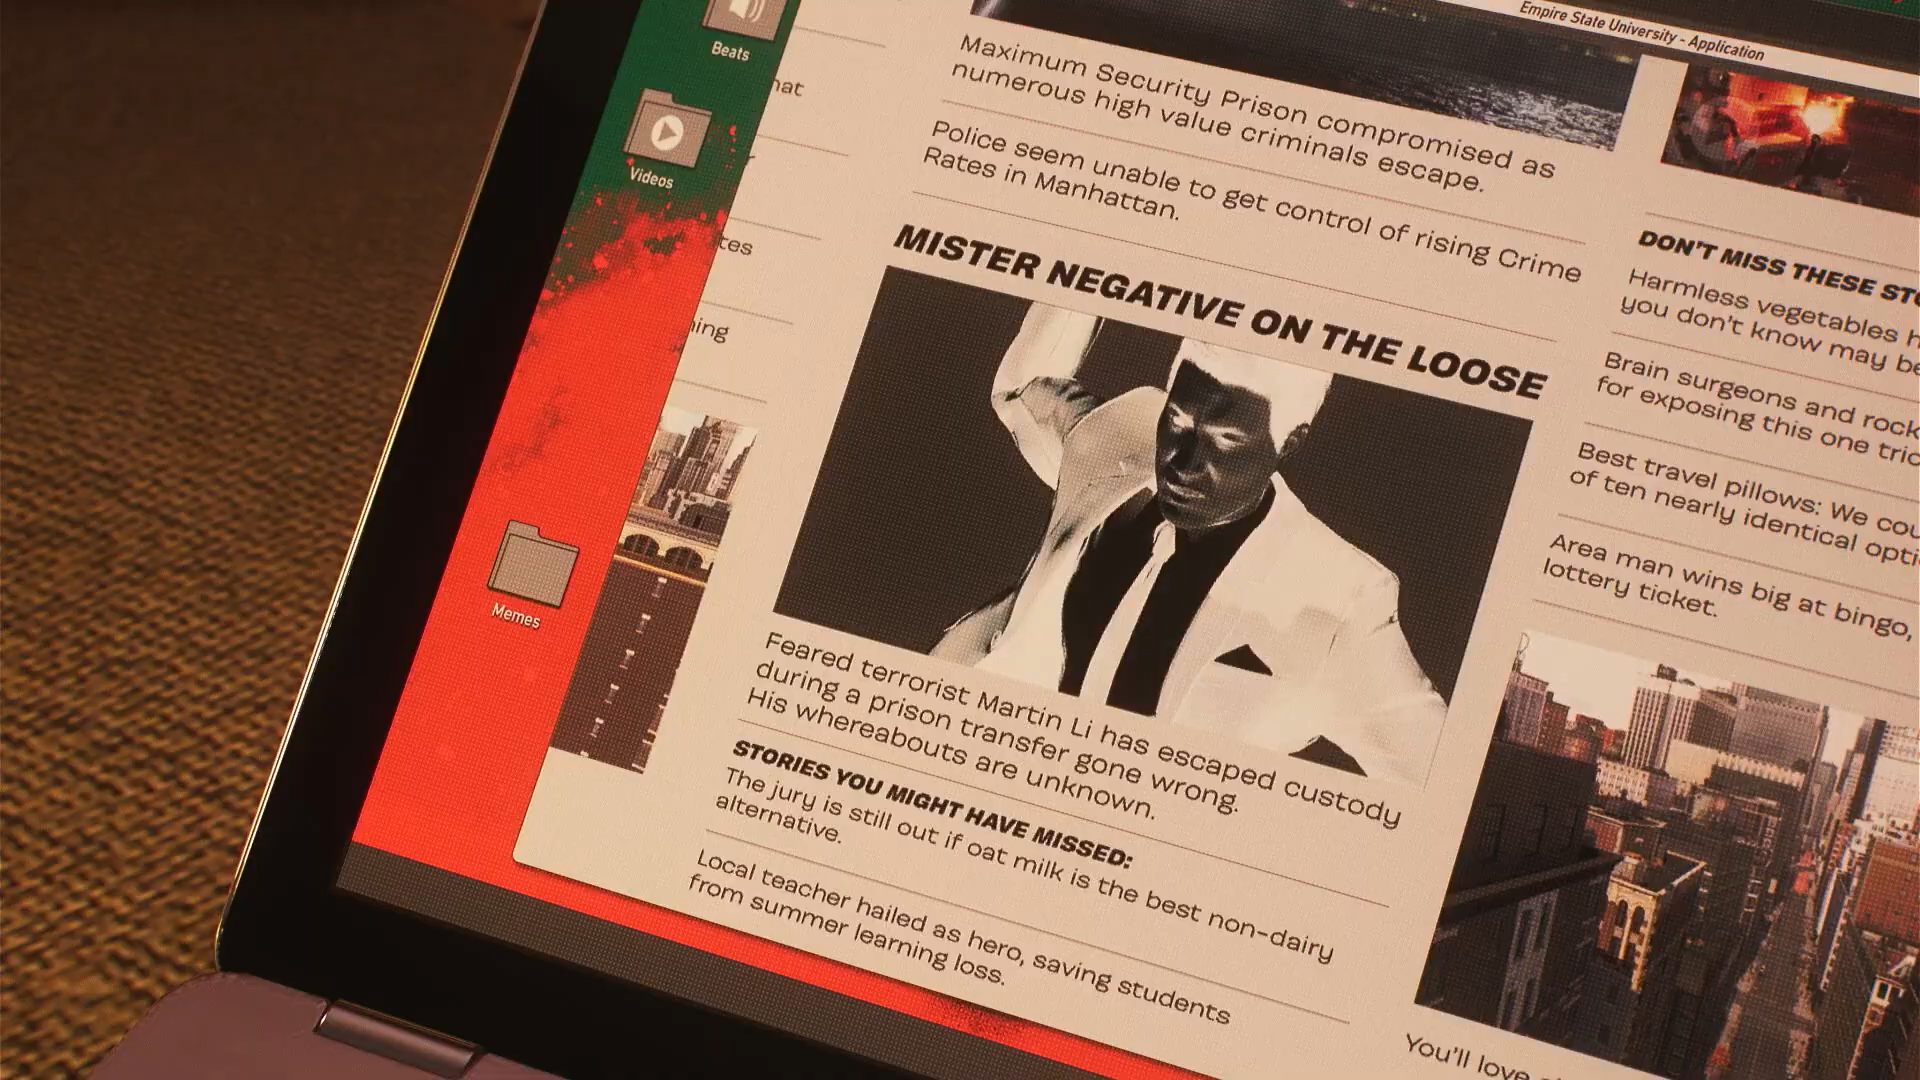 Empire State University - Application
Beats
Videos
Memes
Maximum Security Prison compromised as
numerous high value criminals escape.
Police seem unable to get control of rising Crime
Rates in Manhattan.
MISTER NEGATIVE ON THE LOOSE
Feared terrorist Martin Li has escaped custody
during a prison transfer gone wrong.
His whereabouts are unknown.
STORIES YOU MIGHT HAVE MISSED:
The jury is still out if oat milk is the best non-dairy
alternative.
Local teacher hailed as hero, saving students
from summer learning loss.
DON'T MISS THESE
Harmless vegetables
you don't know may
Brain surgeons and
for exposing this one
Best travel pillows: We
of ten nearly identical
Area man wins big at bingo,
lottery ticket.
You'll love